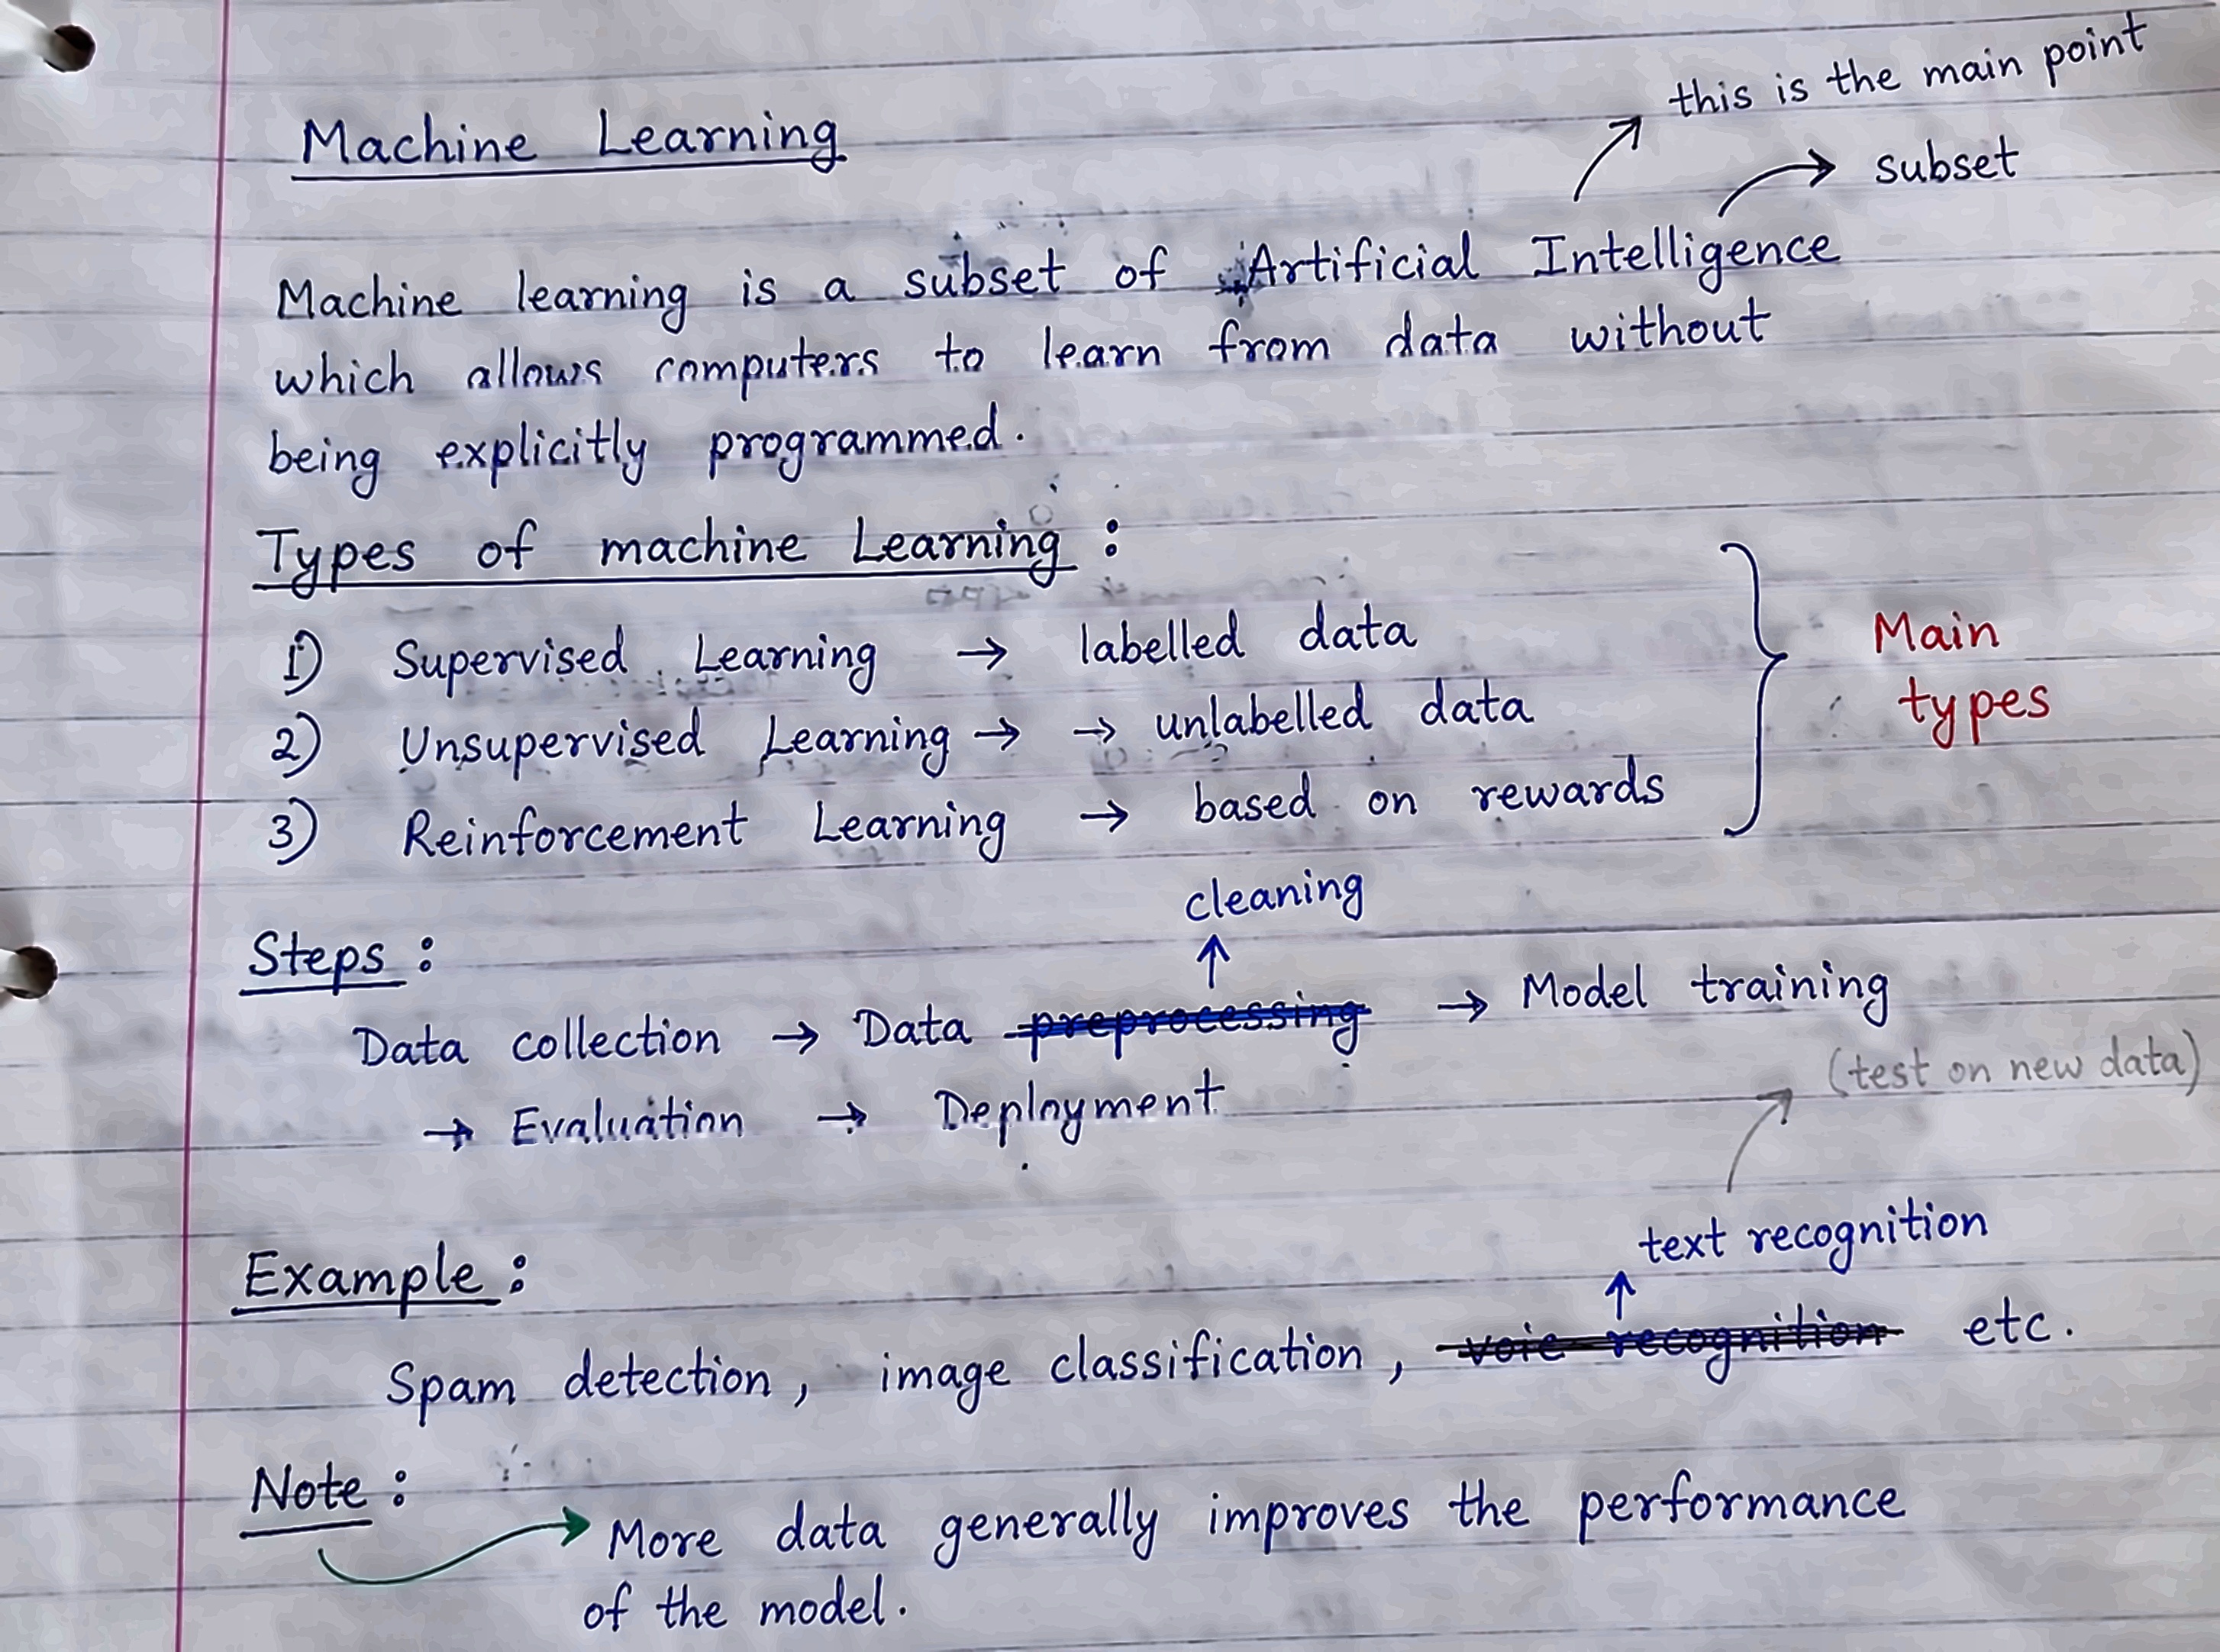 this is the main point
Machine Learning
subset
Machine learning is a subset of Artificial Intelligence
which allows computers to learn from data without
being explicitly programmed.
Types of machine Learning :
1) Supervised Learning → labelled data
2) Unsupervised Learning → → unlabelled data
3) Reinforcement Learning → based on rewards
Main
types
cleaning
↑
Steps :
Data collection → Data preprocessing → Model training
(test on new data)
→ Evaluation → Deployment
text recognition
↑
Example :
Spam detection, image classification, voic recognition etc.
Note :
More data generally improves the performance
of the model.